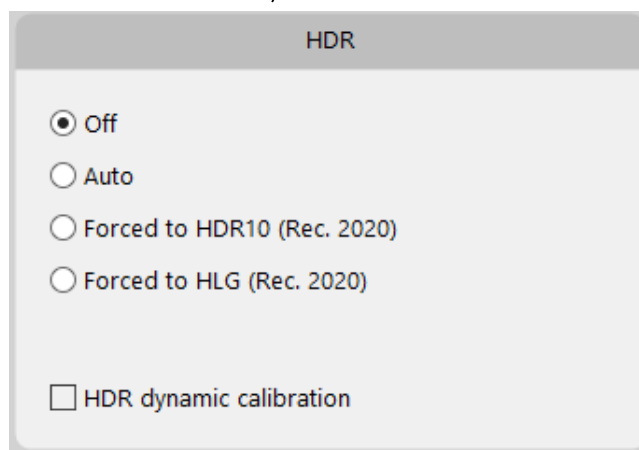 HDR
Off
Auto
Forced to HDR10 (Rec. 2020)
Forced to HLG (Rec. 2020)
HDR dynamic calibration